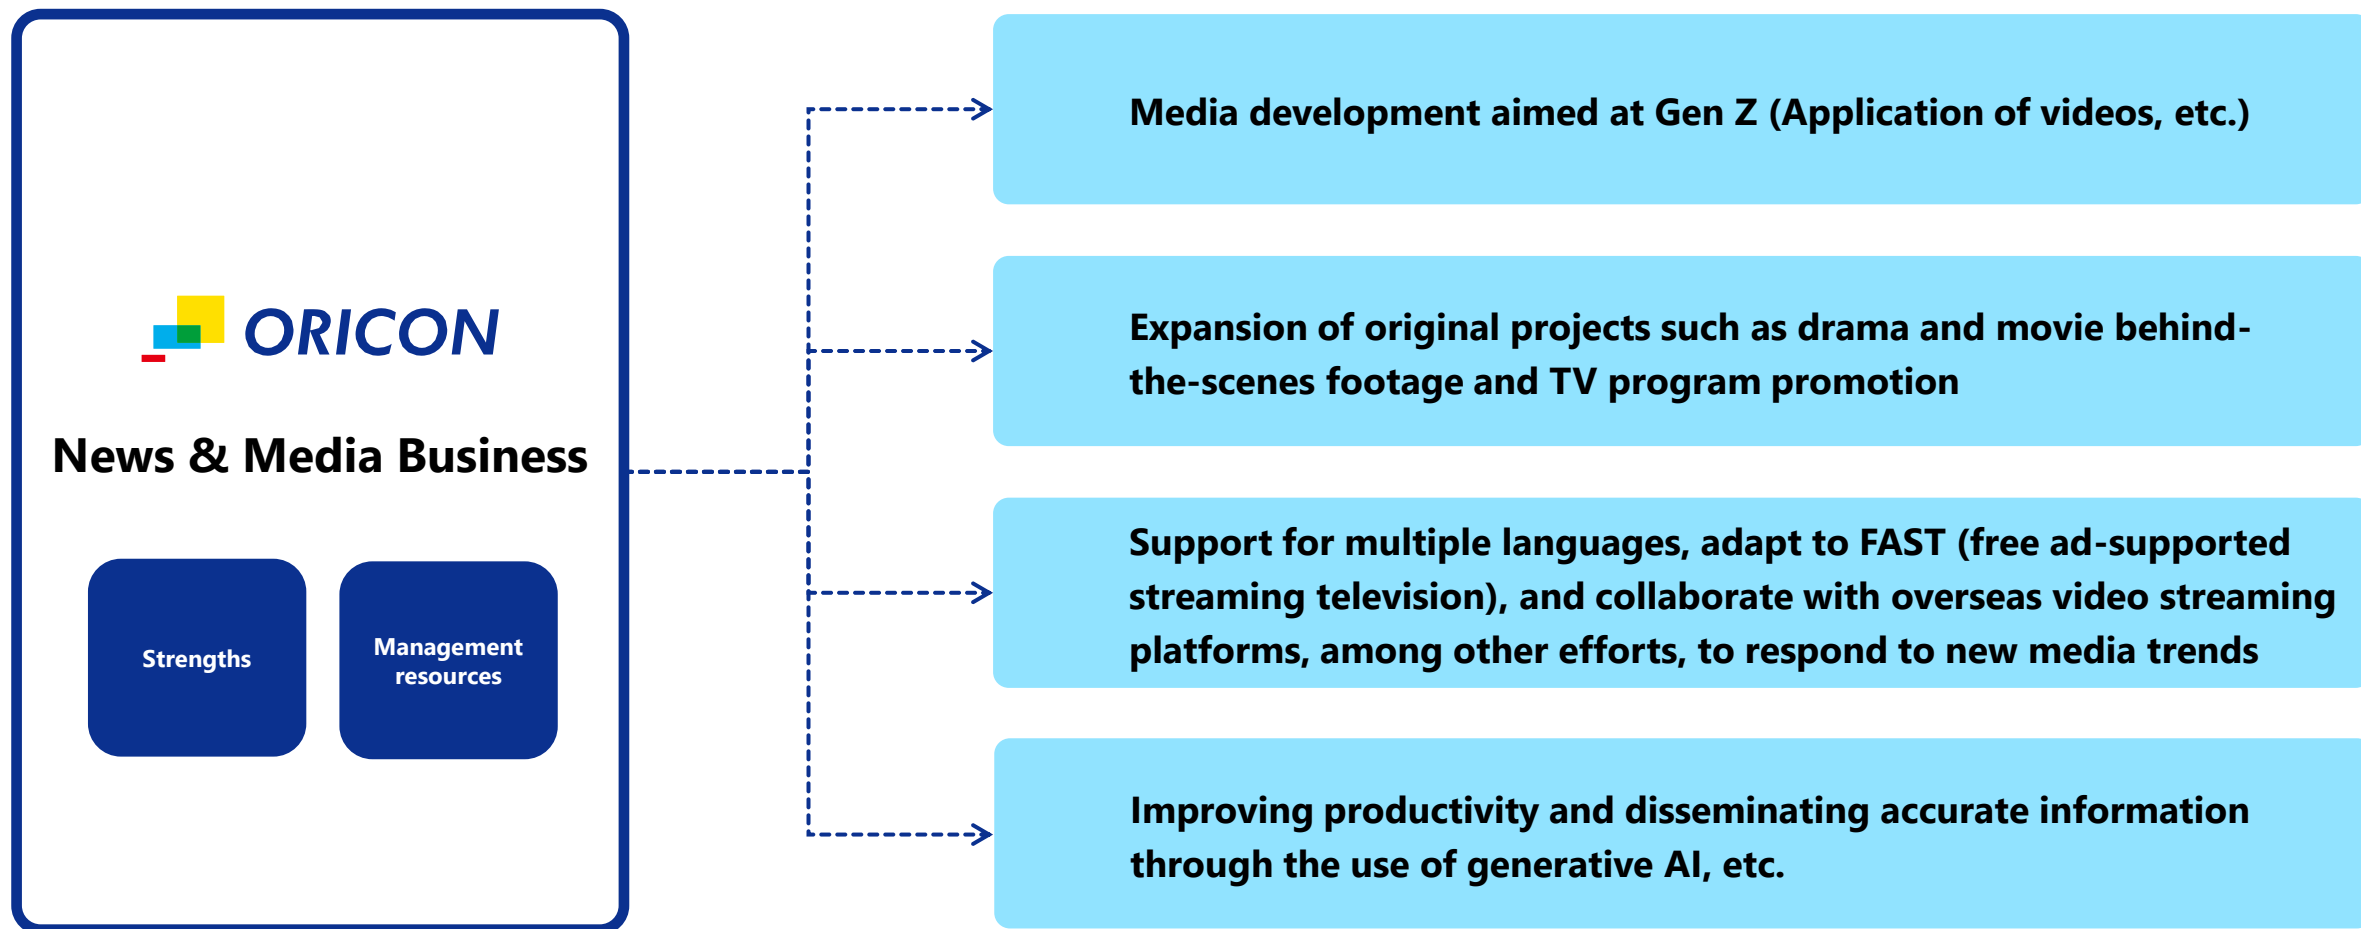 ORICON
News & Media Business
Strengths
Management
resources
Media development aimed at Gen Z (Application of videos, etc.)
Expansion of original projects such as drama and movie behind-
the-scenes footage and TV program promotion
Support for multiple languages, adapt to FAST (free ad-supported
streaming television), and collaborate with overseas video streaming
platforms, among other efforts, to respond to new media trends
Improving productivity and disseminating accurate information
through the use of generative AI, etc.